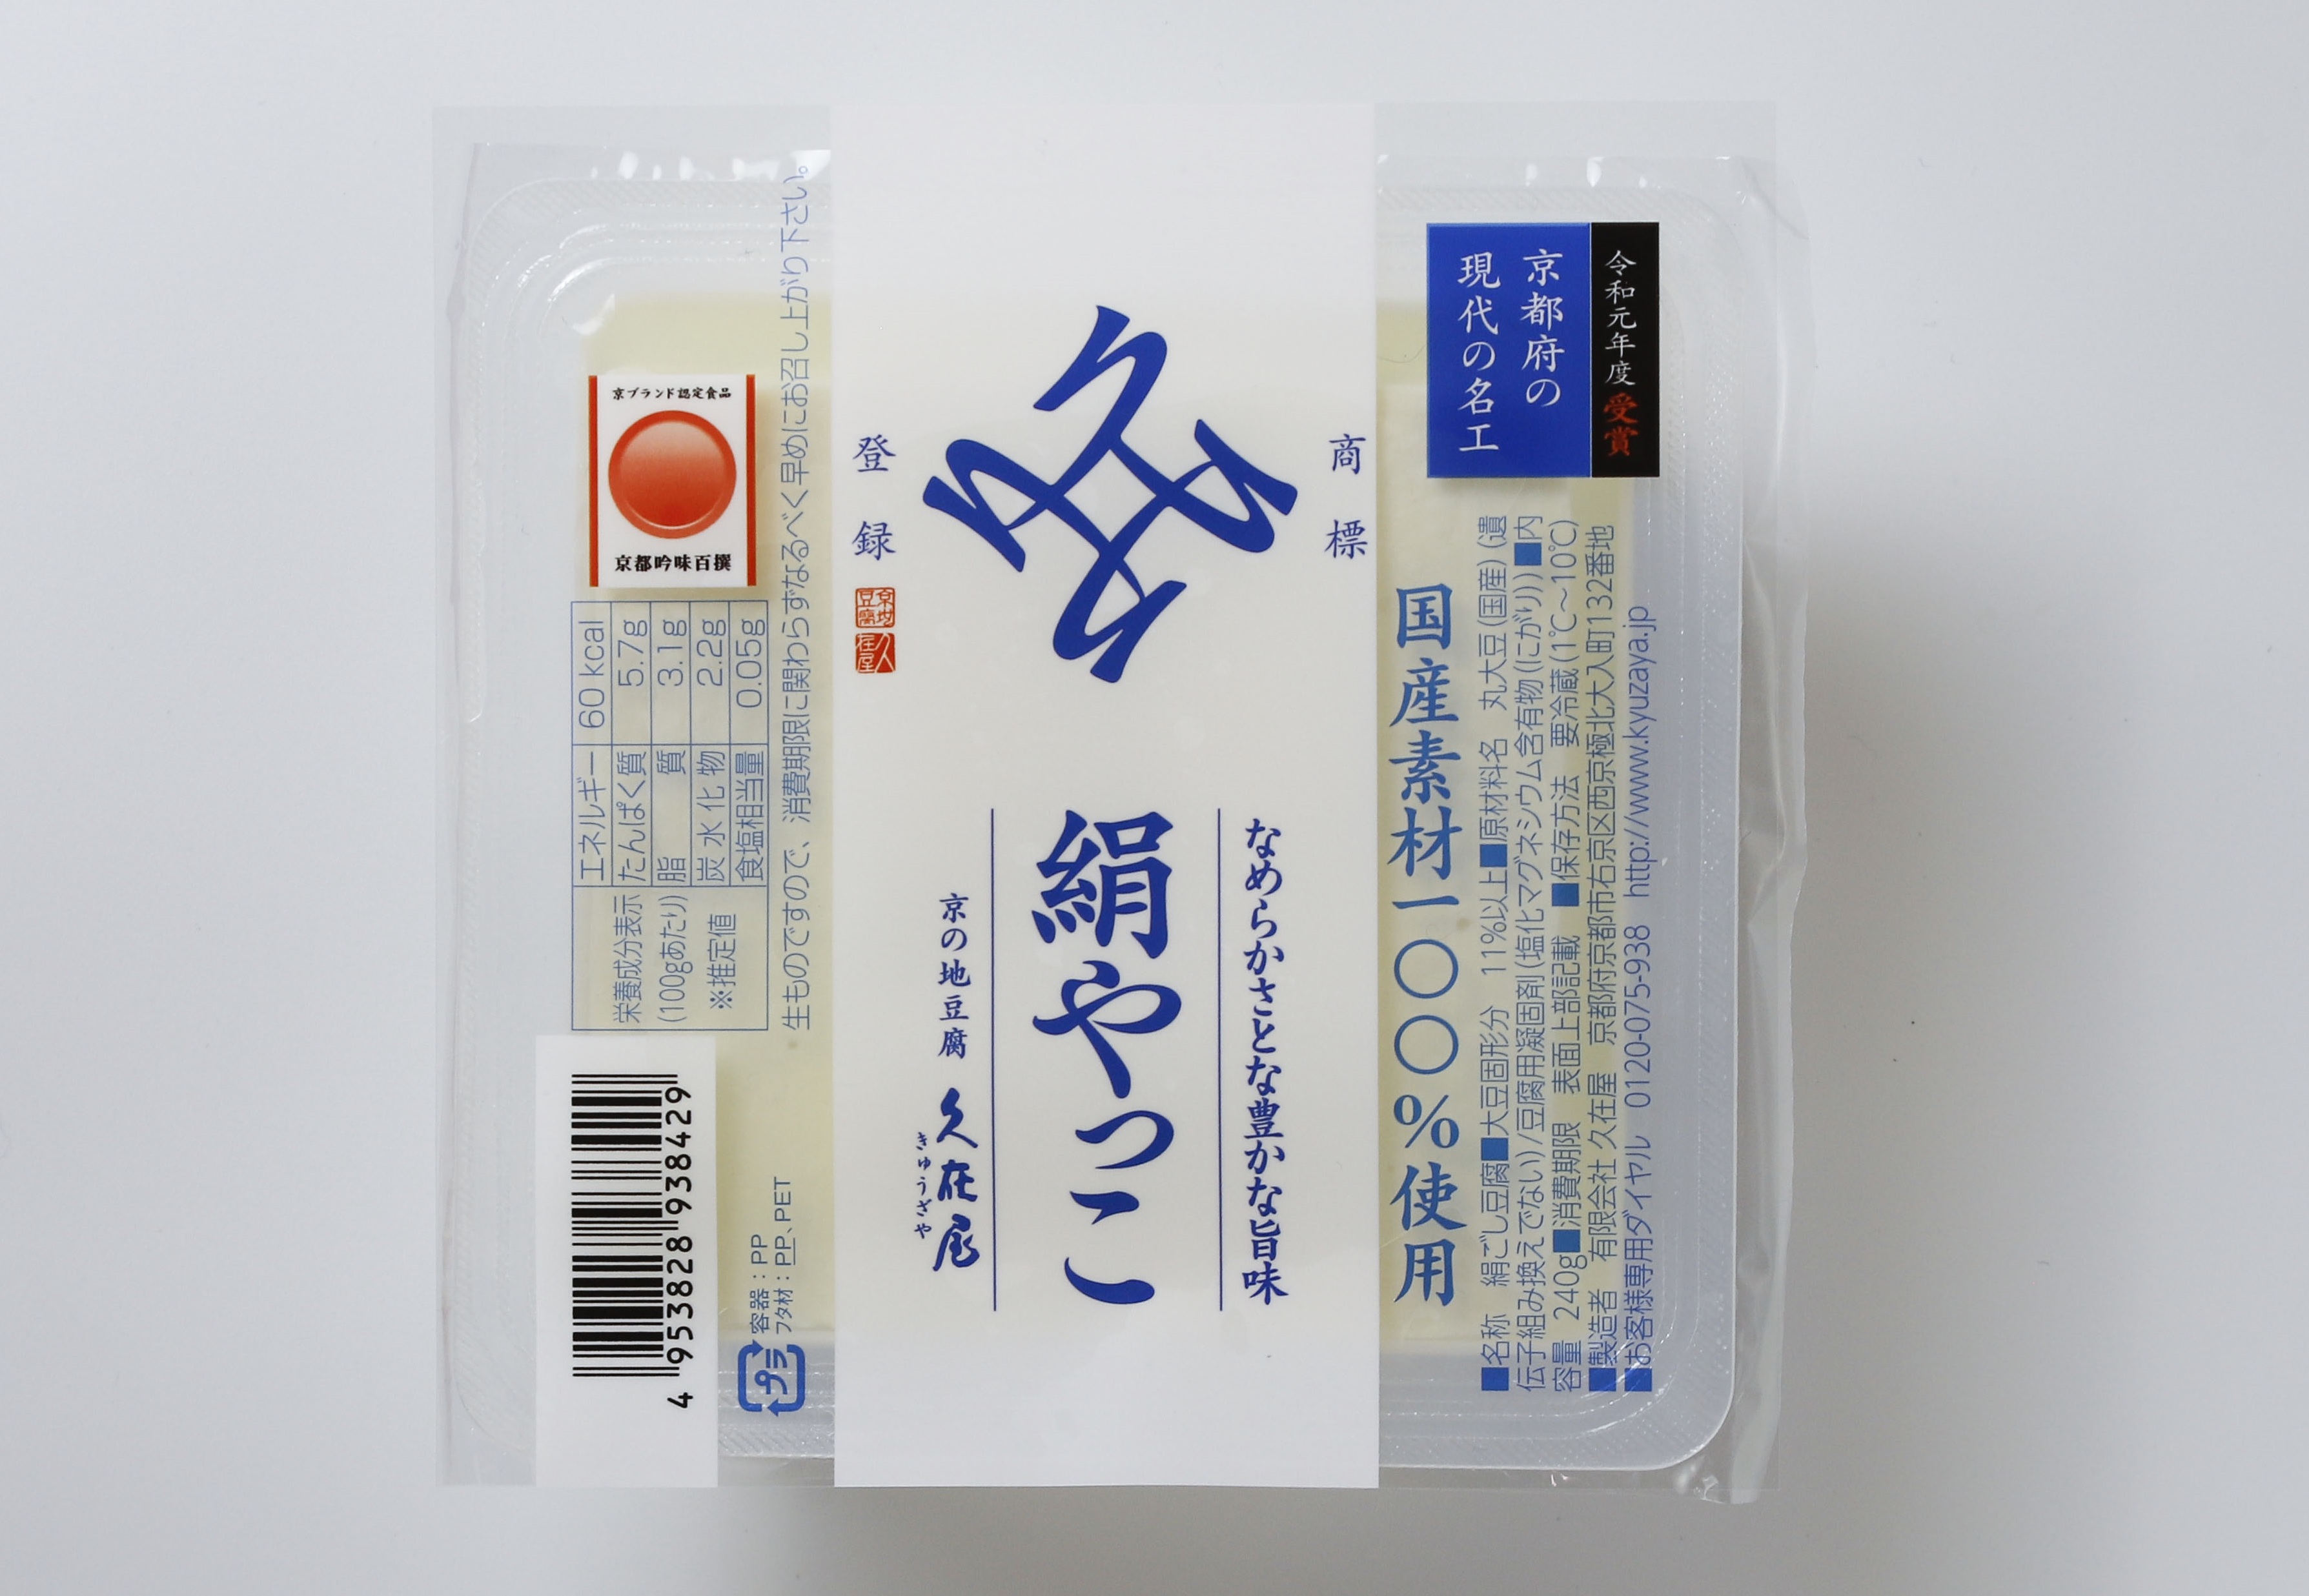 商標
登録
京地
豆腐
久
在屋
なめらかさとな豊かな旨味
絹やっこ
京の地豆腐 久在屋
きゅうざや
令和元年度受賞
京都府の
現代の名工
国産素材一〇〇%使用
■名称 絹ごし豆腐■大豆固形分 11%以上■原材料名 丸大豆(国産)(遺
伝子組み換えでない)/豆腐用凝固剤(塩化マグネシウム含有物(にがり))■内
容量 240g■消費期限 表面上部記載 ■保存方法 要冷蔵(1℃〜10℃)
■製造者 有限会社 久在屋 京都府京都市右京区西京極北大入町132番地
■お客様専用ダイヤル 0120-075-938 http://www.kyuzaya.jp
京ブランド認定食品
京都吟味百撰
栄養成分表示
(100gあたり)
※推定値
エネルギー 60 kcal
たんぱく質 5.7g
脂質 3.1g
炭水化物 2.2g
食塩相当量 0.05g
生ものですので、消費期限に関わらずなるべく早めにお召し上がり下さい。
プラ
容器:PP
フタ材:PP、PET
4 953828 938429